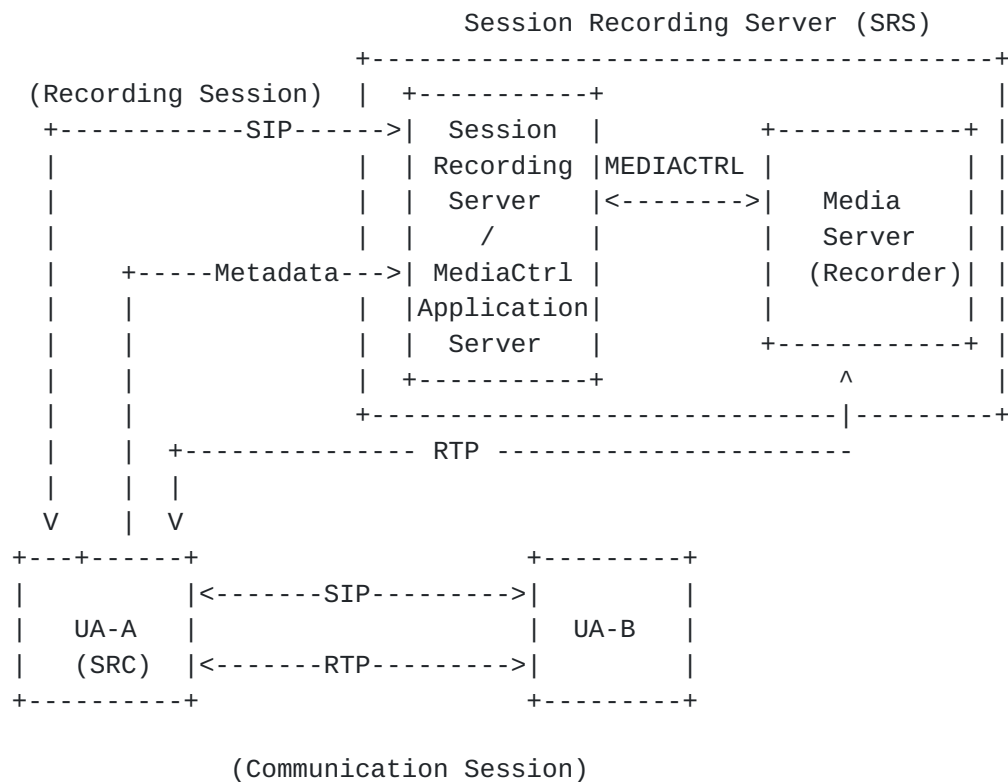 Session Recording Server (SRS)
(Recording Session)
SIP
Session
Recording
MEDIACTRL
Server
Media
/
Server
Metadata
MediaCtrl
(Recorder)
Application
Server
RTP
SIP
UA-A
UA-B
(SRC)
RTP
(Communication Session)